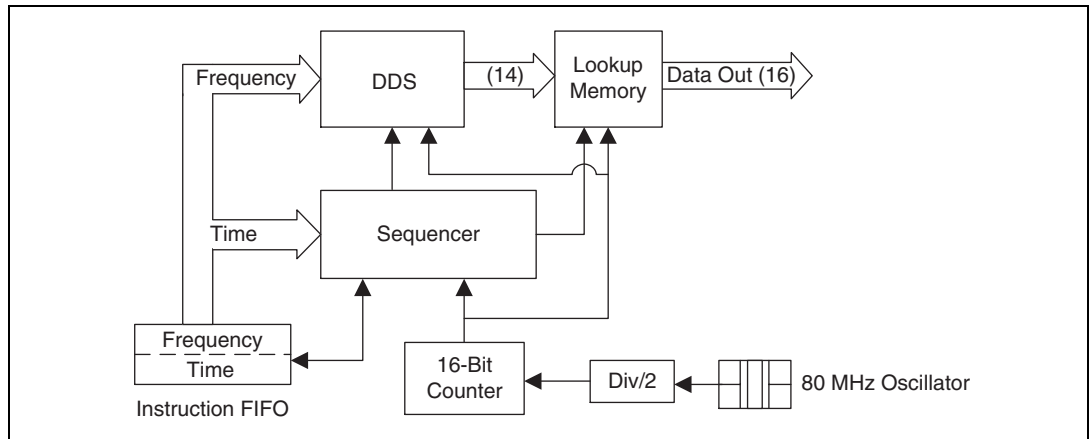 Frequency
DDS
(14)
Lookup
Memory
Data Out (16)
Time
Sequencer
Frequency
Time
Instruction FIFO
16-Bit
Counter
Div/2
80 MHz Oscillator